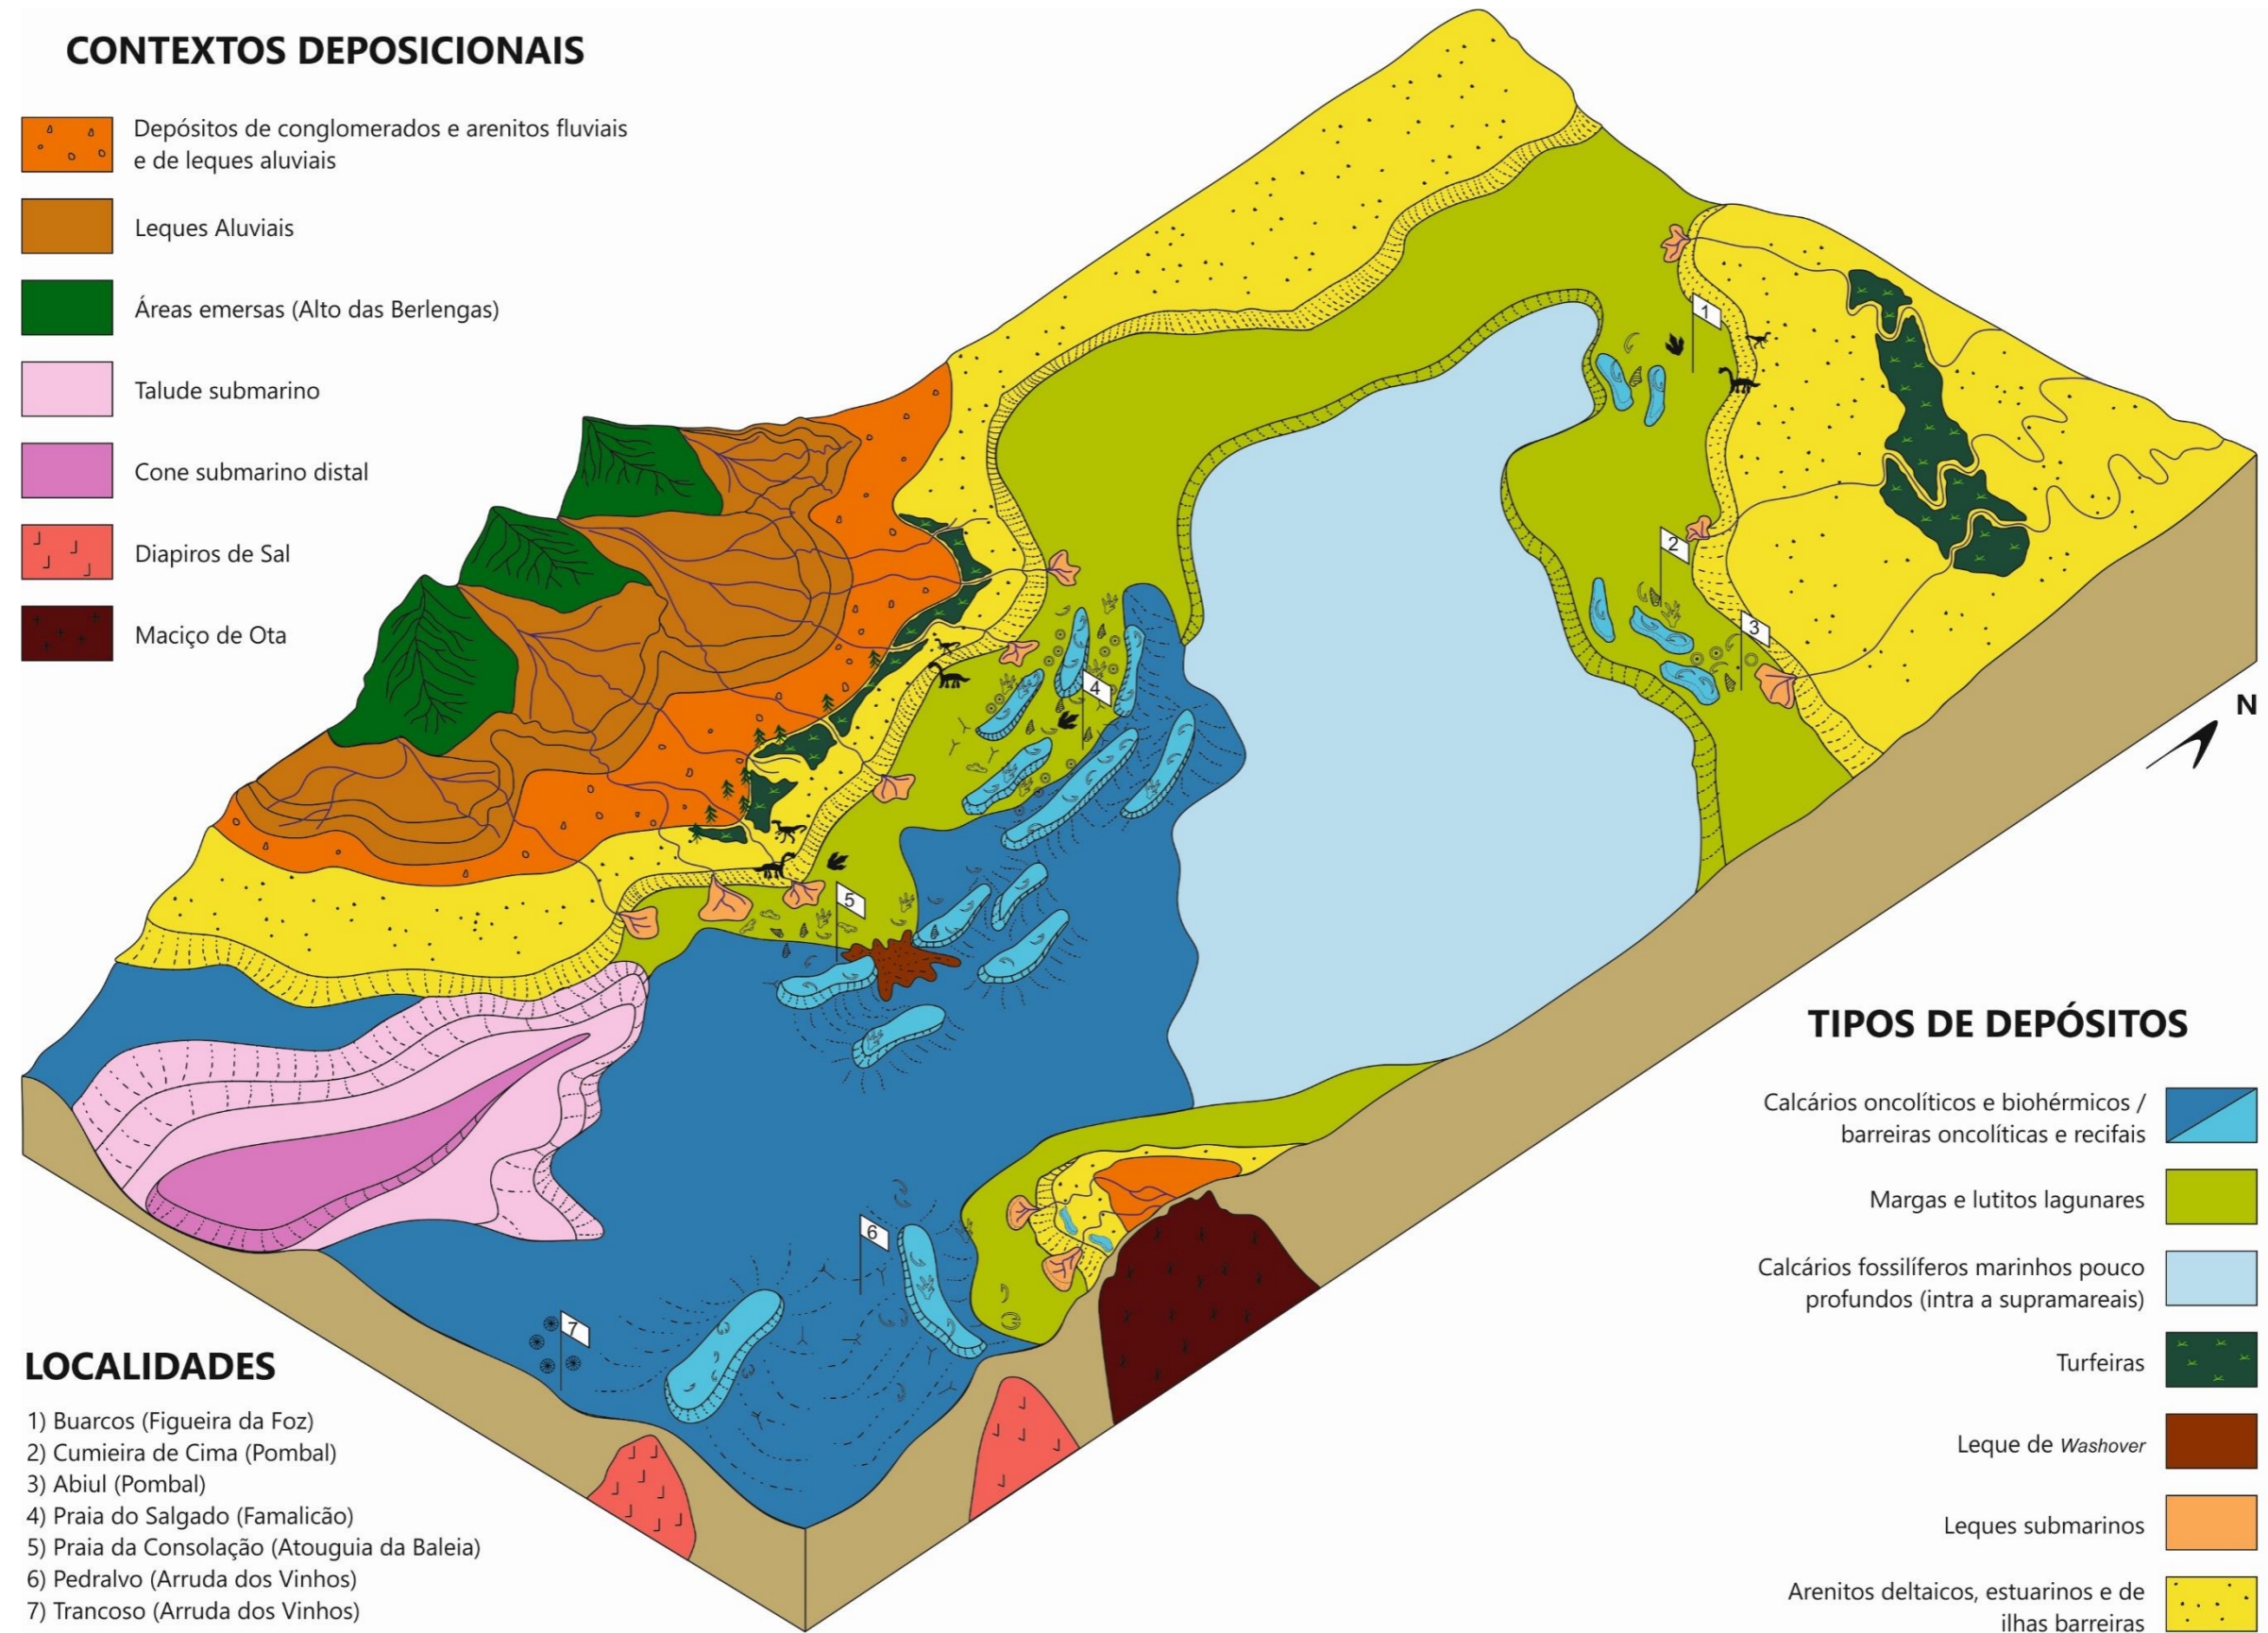 CONTEXTOS DEPOSICIONAIS
Depósitos de conglomerados e arenitos fluviais
e de leques aluviais
Leques Aluviais
Áreas emersas (Alto das Berlengas)
Talude submarino
Cone submarino distal
Diapiros de Sal
Maciço de Ota
1
2
3
4
5
6
7
N
TIPOS DE DEPÓSITOS
Calcários oncolíticos e biohérmicos /
barreiras oncolíticas e recifais
Margas e lutitos lagunares
Calcários fossilíferos marinhos pouco
profundos (intra a supramareais)
Turfeiras
Leque de Washover
Leques submarinos
Arenitos deltaicos, estuarinos e de
ilhas barreiras
LOCALIDADES
1) Buarcos (Figueira da Foz)
2) Cumieira de Cima (Pombal)
3) Abiul (Pombal)
4) Praia do Salgado (Famalicão)
5) Praia da Consolação (Atouguia da Baleia)
6) Pedralvo (Arruda dos Vinhos)
7) Trancoso (Arruda dos Vinhos)